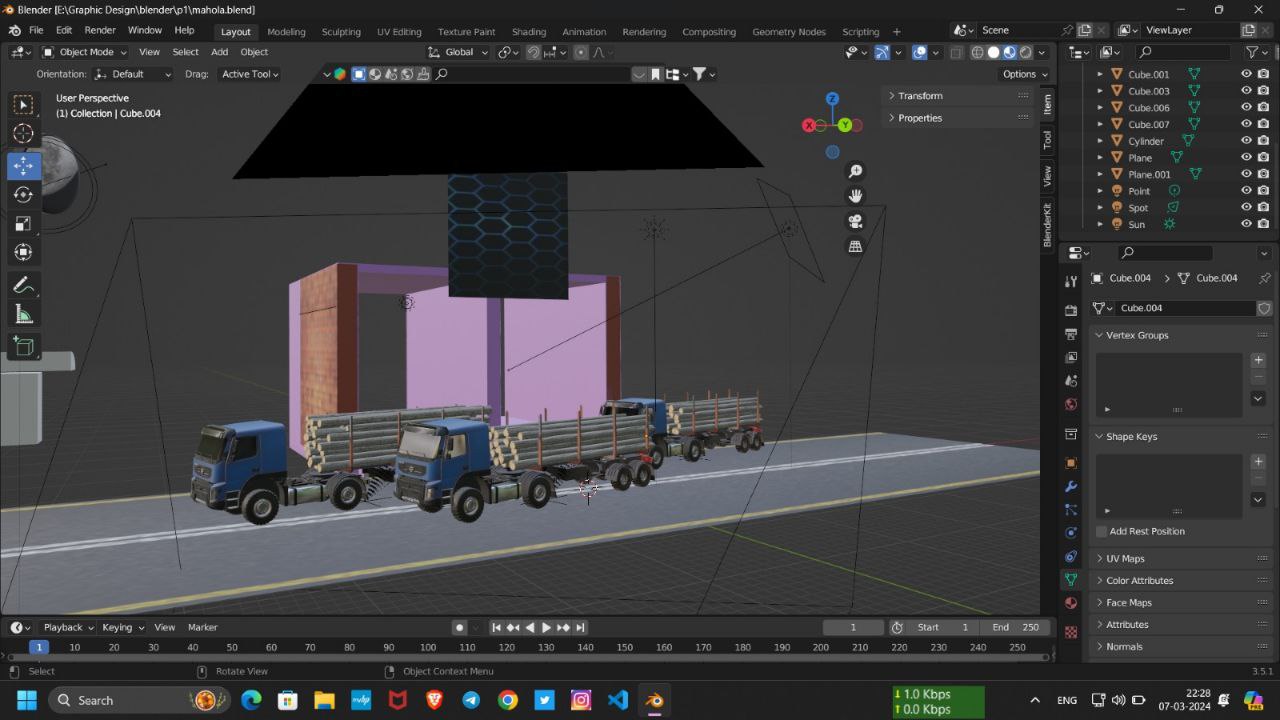 Blender [E:\Graphic Design\blender\p1\mahola.blend]
File Edit Render Window Help Layout Modeling Sculpting UV Editing Texture Paint Shading Animation Rendering Compositing Geometry Nodes Scripting + Scene ViewLayer
Object Mode View Select Add Object Global
Orientation: Default Drag: Active Tool Options
User Perspective
(1) Collection | Cube.004
X Y Z
Transform
Properties
Item
Tool
View
BlenderKit
Cube.001
Cube.003
Cube.006
Cube.007
Cylinder
Plane
Plane.001
Point
Spot
Sun
Cube.004 Cube.004
Cube.004
Vertex Groups
Shape Keys
Add Rest Position
UV Maps
Color Attributes
Face Maps
Attributes
Normals
Playback Keying View Marker 1 Start 1 End 250
1 10 20 30 40 50 60 70 80 90 100 110 120 130 140 150 160 170 180 190 200 210 220 230 240 250
Select Rotate View Object Context Menu 3.5.1
Search
1.0 Kbps
0.0 Kbps
ENG
22:28
07-03-2024
PRE